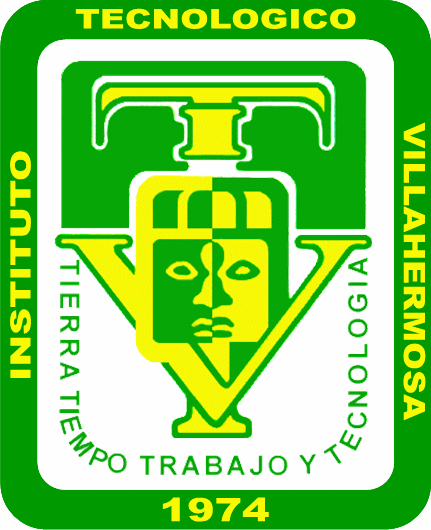 TECNOLOGICO
INSTITUTO
VILLAHERMOSA
TIERRA TIEMPO TRABAJO Y TECNOLOGIA
1974